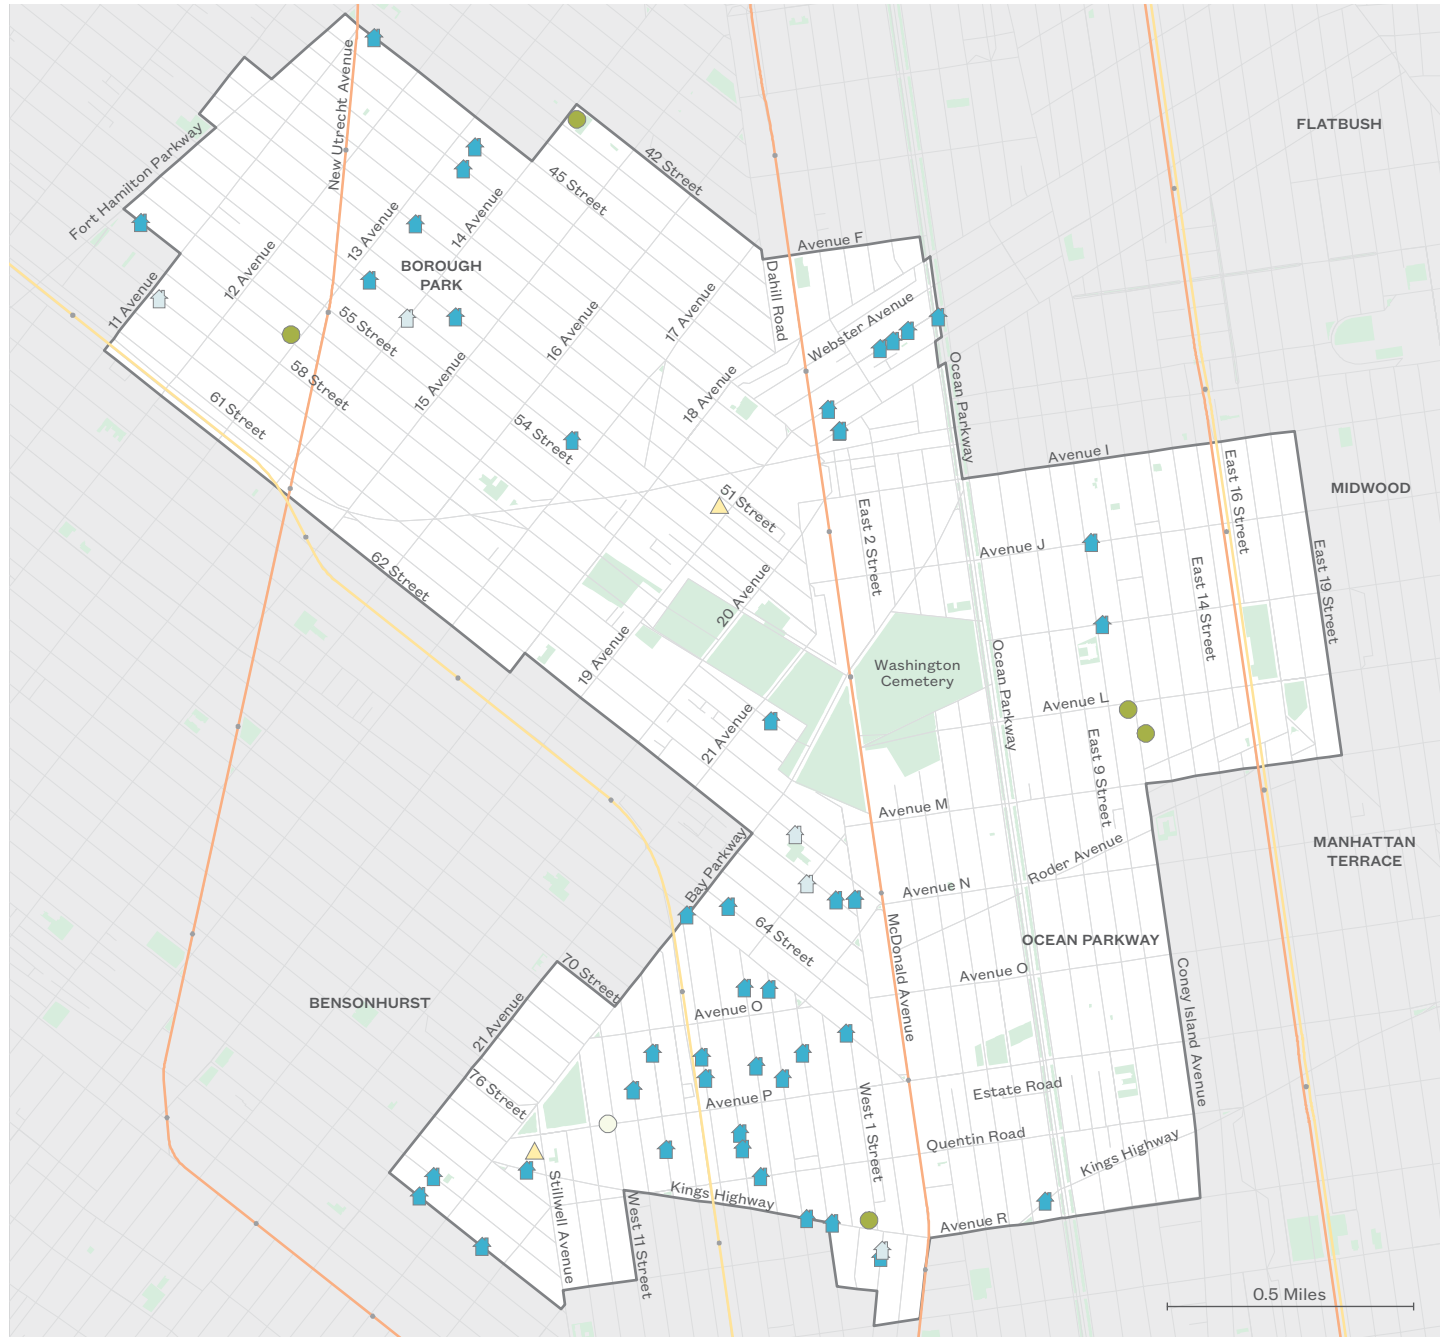 FLATBUSH
New Utrecht Avenue
Fort Hamilton Parkway
42 Street
45 Street
14 Avenue
13 Avenue
12 Avenue
11 Avenue
BOROUGH
PARK
Avenue F
Dahill Road
Webster Avenue
17 Avenue
16 Avenue
55 Street
58 Street
15 Avenue
18 Avenue
61 Street
54 Street
Ocean Parkway
Avenue I
East 16 Street
MIDWOOD
51 Street
East 2 Street
Avenue J
East 14 Street
East 19 Street
62 Street
20 Avenue
19 Avenue
Washington
Cemetery
Ocean Parkway
Avenue L
21 Avenue
East 9 Street
Avenue M
Roder Avenue
MANHATTAN
TERRACE
Bay Parkway
Avenue N
64 Street
McDonald Avenue
OCEAN PARKWAY
70 Street
Avenue O
Coney Island Avenue
BENSONHURST
21 Avenue
Avenue O
76 Street
Avenue P
West 1 Street
Estate Road
Quentin Road
Kings Highway
Stillwell Avenue
West 11 Street
Kings Highway
Avenue R
0.5 Miles